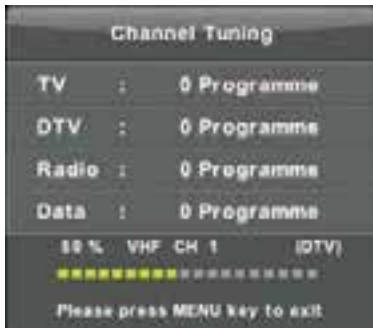 Channel Tuning
TV : 0 Programme
DTV : 0 Programme
Radio : 0 Programme
Data : 0 Programme
50 % VHF CH 1 (DTV)
Please press MENU key to exit